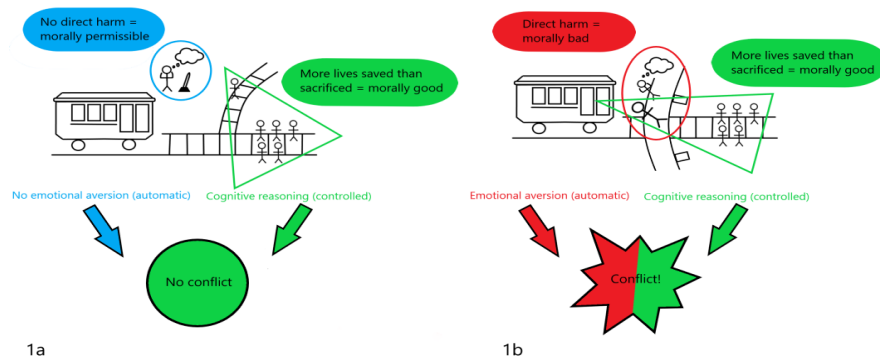 No direct harm =
morally permissible
More lives saved than
sacrificed = morally good
No emotional aversion (automatic)
Cognitive reasoning (controlled)
No conflict
1a
Direct harm =
morally bad
More lives saved than
sacrificed = morally good
Emotional aversion (automatic)
Cognitive reasoning (controlled)
Conflict!
1b